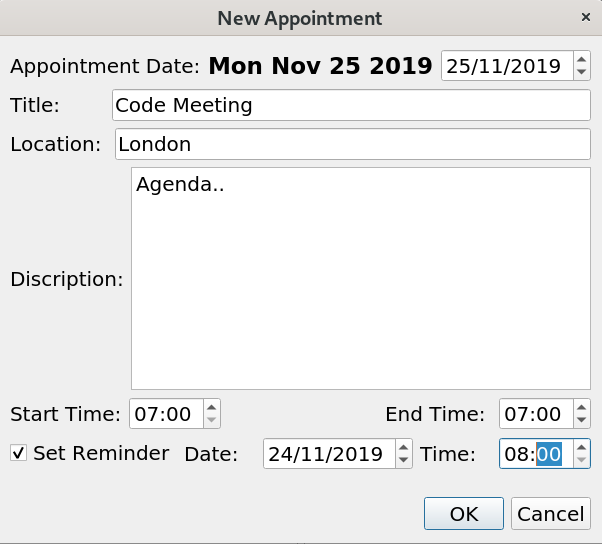 New Appointment ×
Appointment Date: Mon Nov 25 2019 25/11/2019
Title: Code Meeting
Location: London
Agenda..
Discription:
Start Time: 07:00 End Time: 07:00
Set Reminder Date: 24/11/2019 Time: 08:00
OK Cancel